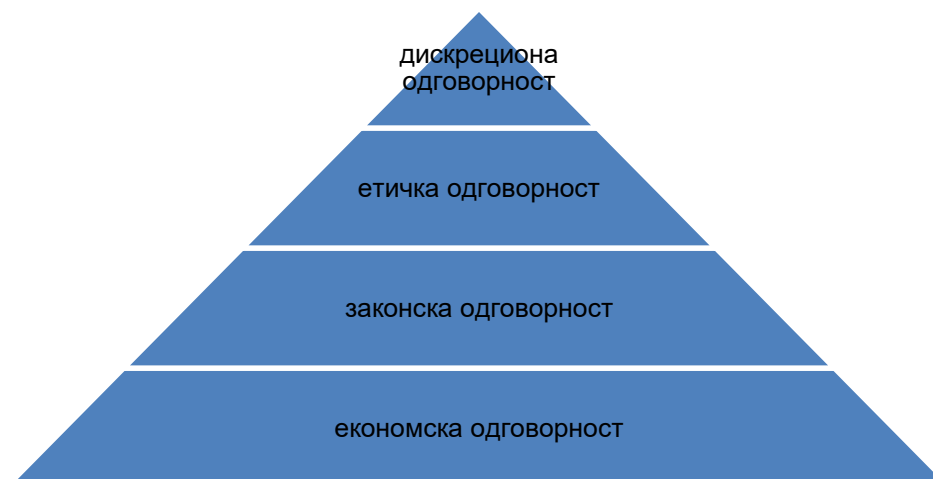 дискрециона
одговорност
етичка одговорност
законска одговорност
економска одговорност